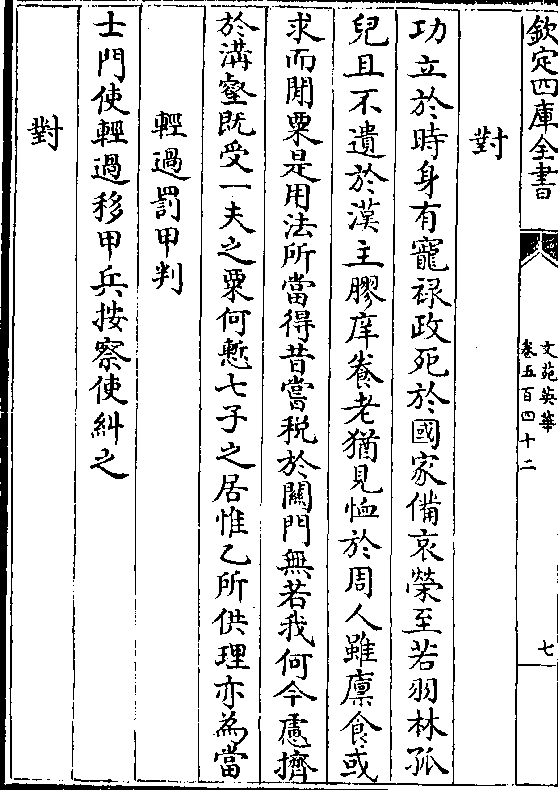 欽定四庫全書
文苑英華
卷五百四十二
七
對
功立於時身有寵禄政死於國家備哀榮至若羽林孤
兒且不遺於漢主膠庠養老猶見恤於周人雖廩食或
求而閒粟是用法所當得昔嘗税於關門無若我何今慮擠
於溝壑既受一夫之粟何慙七子之居惟乙所供理亦為當
輕過罰甲判
士門使輕過移甲兵按察使糾之
對